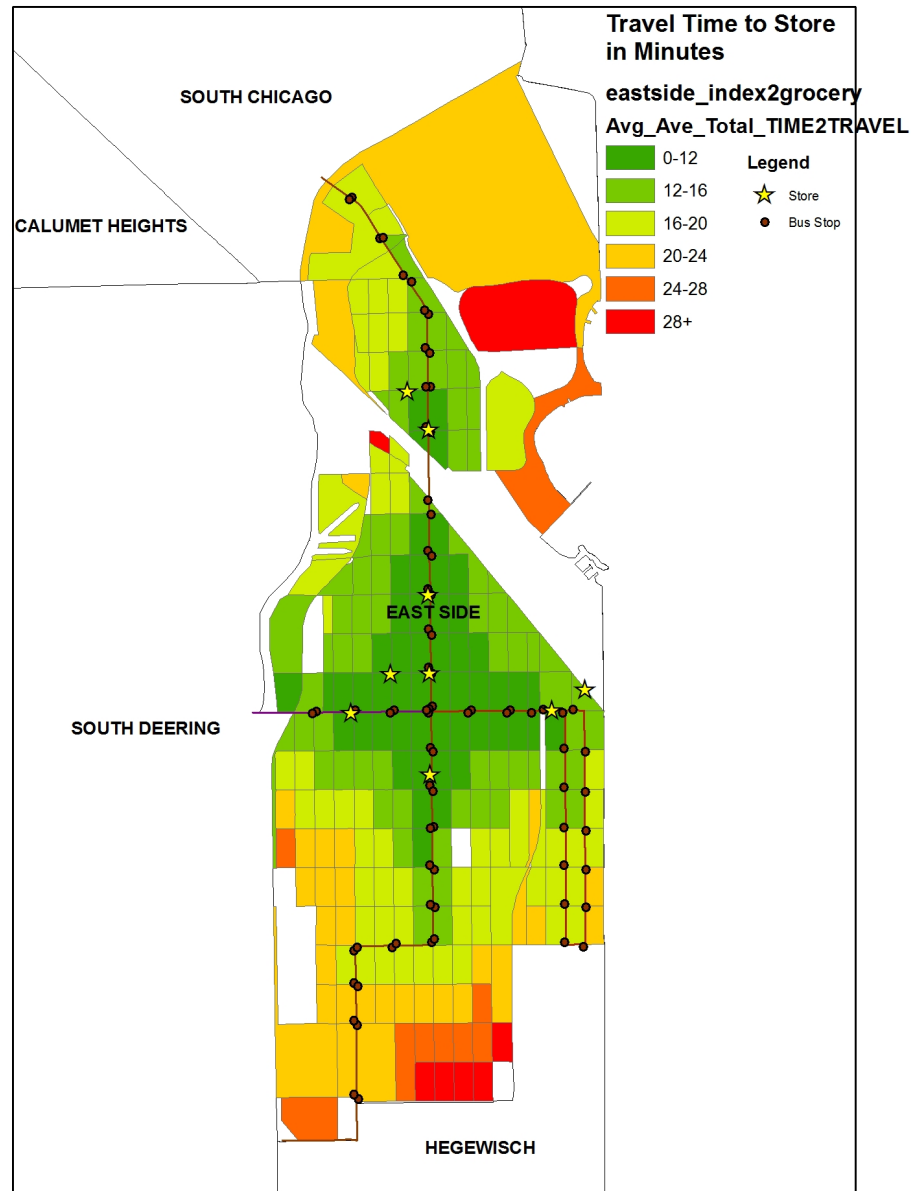 Travel Time to Store
in Minutes
eastside_index2grocery
Avg_Ave_Total_TIME2TRAVEL
0-12
12-16
16-20
20-24
24-28
28+
Legend
Store
Bus Stop
SOUTH CHICAGO
CALUMET HEIGHTS
EAST SIDE
SOUTH DEERING
HEGEWISCH